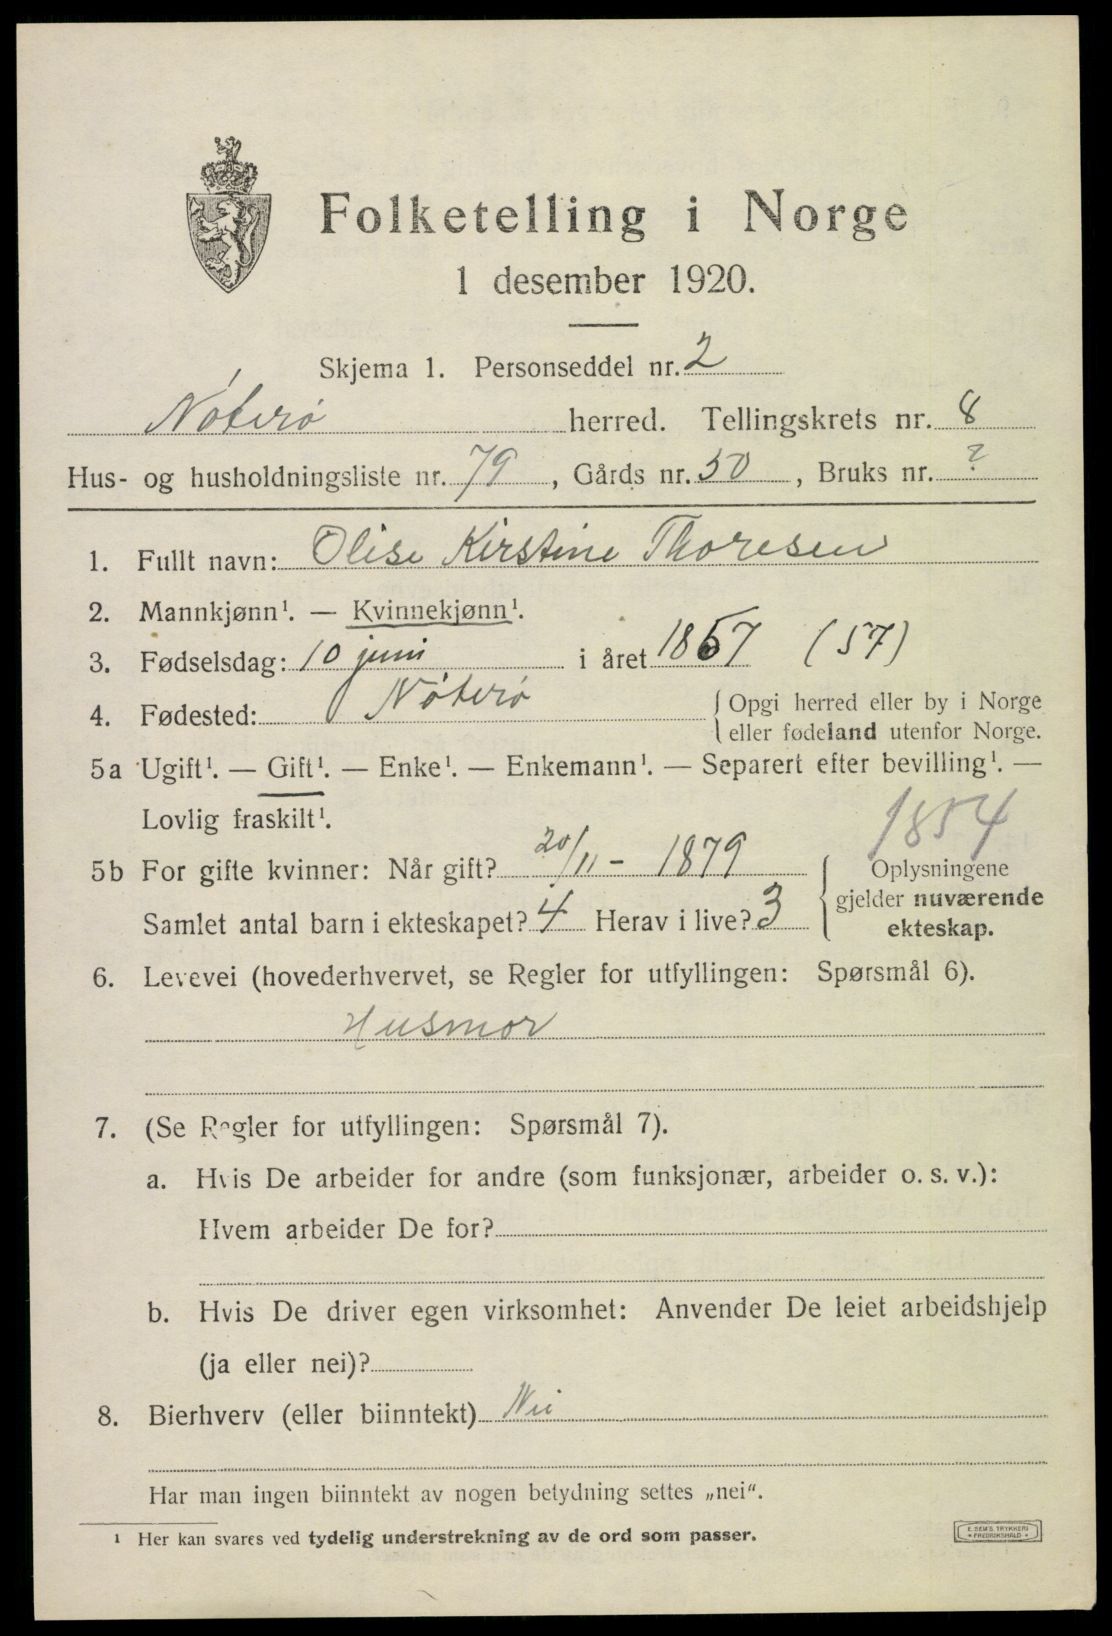 Folketelling i Norge
1 desember 1920.
Skjema 1. Personseddel nr. 2
Nøterø herred. Tellingskrets nr. 8
Hus- og husholdningsliste nr. 79, Gårds nr. 50, Bruks nr. ?
1. Fullt navn: Olise Kirstine Thoresen
2. Mannkjønn¹. — Kvinnekjønn¹.
3. Fødselsdag: 10 juni i året 1867 (57)
4. Fødested: Nøterø { Opgi herred eller by i Norge
eller fødeland utenfor Norge.
5a Ugift¹. — Gift¹. — Enke¹. — Enkemann¹. — Separert efter bevilling¹. —
Lovlig fraskilt¹.
1854
5b For gifte kvinner: Når gift? 20/11 - 1879
Samlet antal barn i ekteskapet? 4 Herav i live? 3
{ Oplysningene
gjelder nuværende
ekteskap.
6. Levevei (hovederhvervet, se Regler for utfyllingen: Spørsmål 6).
Husmor
7. (Se Regler for utfyllingen: Spørsmål 7).
a. Hvis De arbeider for andre (som funksjonær, arbeider o. s. v.):
Hvem arbeider De for?
b. Hvis De driver egen virksomhet: Anvender De leiet arbeidshjelp
(ja eller nei)?
8. Bierhverv (eller biinntekt) Nei
Har man ingen biinntekt av nogen betydning settes „nei“.
¹ Her kan svares ved tydelig understrekning av de ord som passer.
E. SEM'S TRYKKERI
FREDRIKSHALD